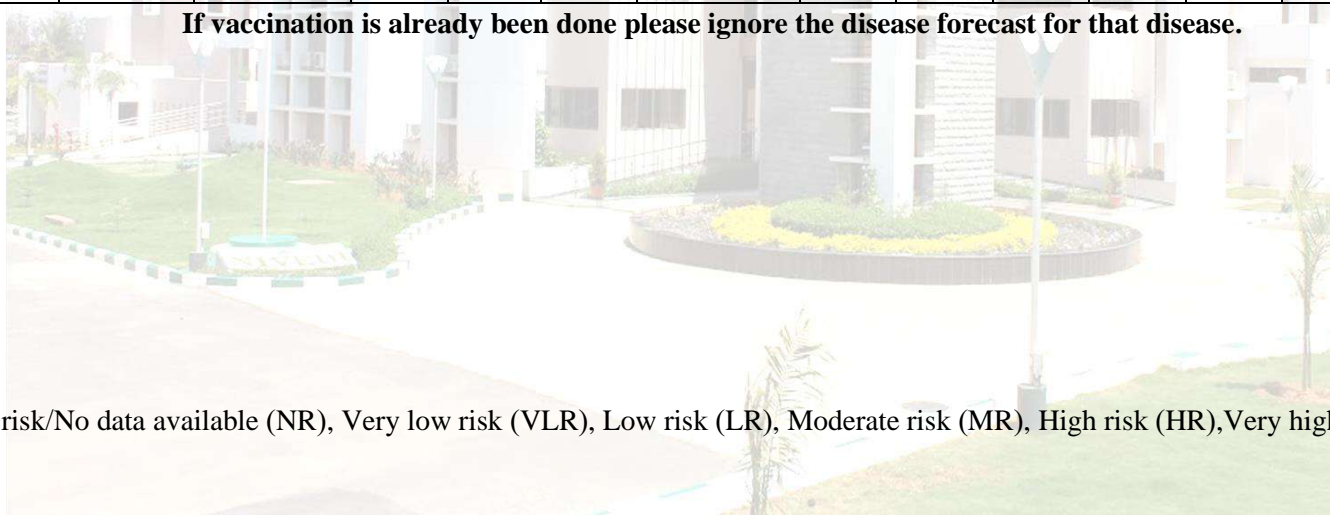 If vaccination is already been done please ignore the disease forecast for that disease.
risk/No data available (NR), Very low risk (VLR), Low risk (LR), Moderate risk (MR), High risk (HR),Very high